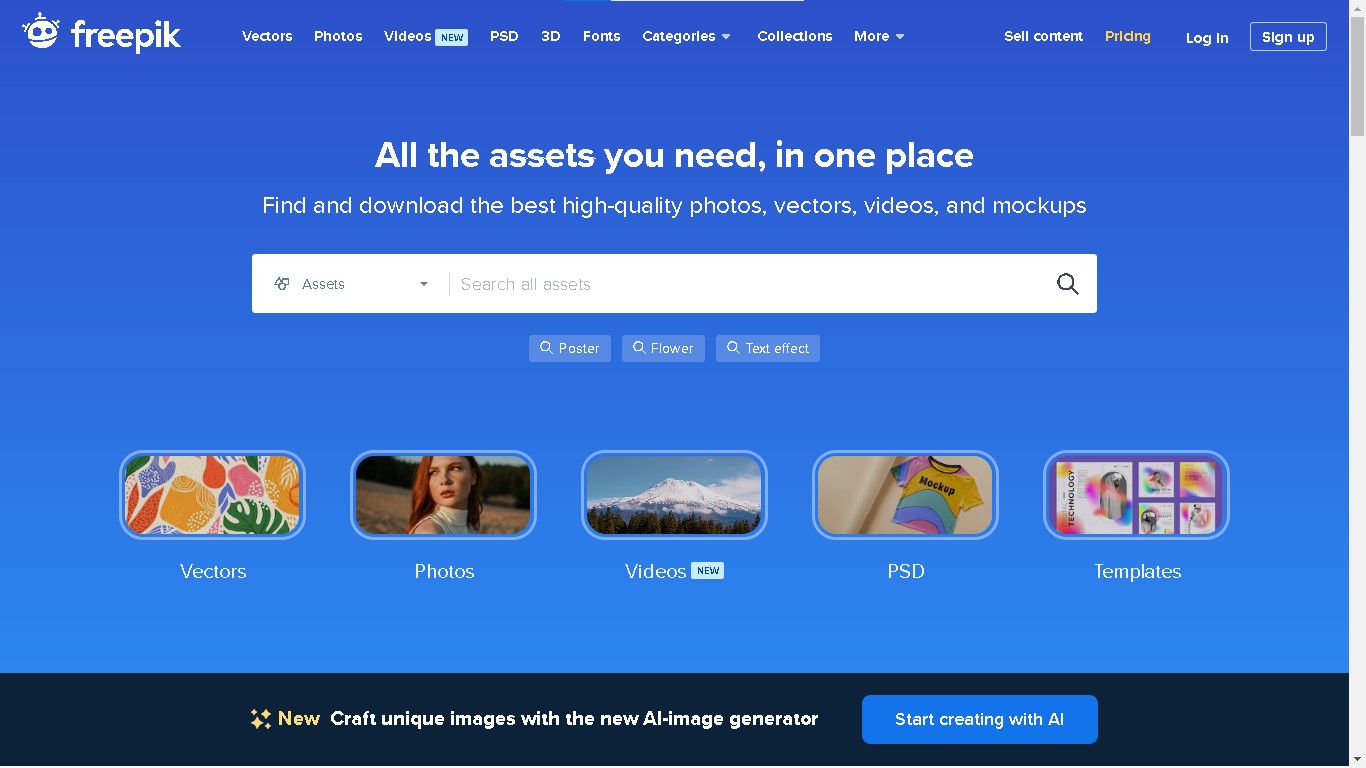 freepik
Vectors Photos Videos NEW PSD 3D Fonts Categories Collections More Sell content Pricing Log in Sign up
All the assets you need, in one place
Find and download the best high-quality photos, vectors, videos, and mockups
Assets Search all assets
Poster Flower Text effect
Mockup
TECHNOLOGY
Vectors Photos Videos NEW PSD Templates
New Craft unique images with the new AI-image generator Start creating with AI